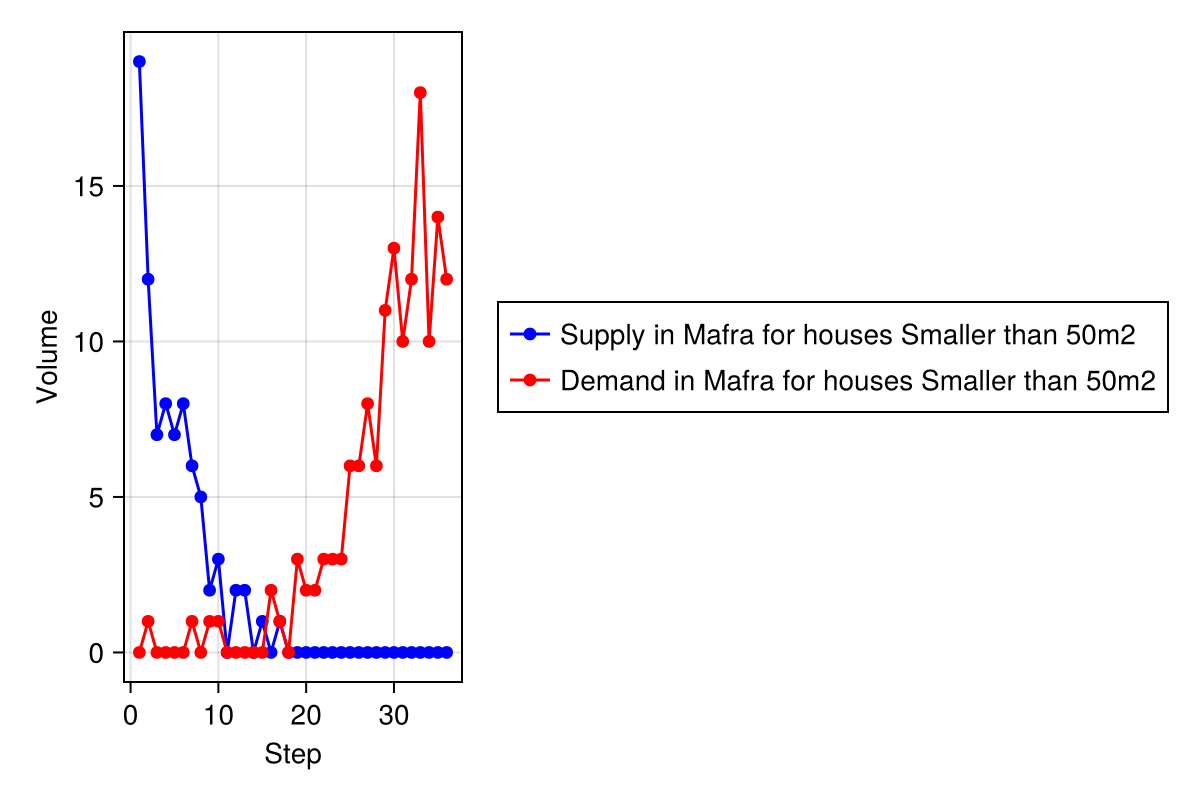 Volume
15
10
5
0
0 10 20 30
Step
Supply in Mafra for houses Smaller than 50m2
Demand in Mafra for houses Smaller than 50m2